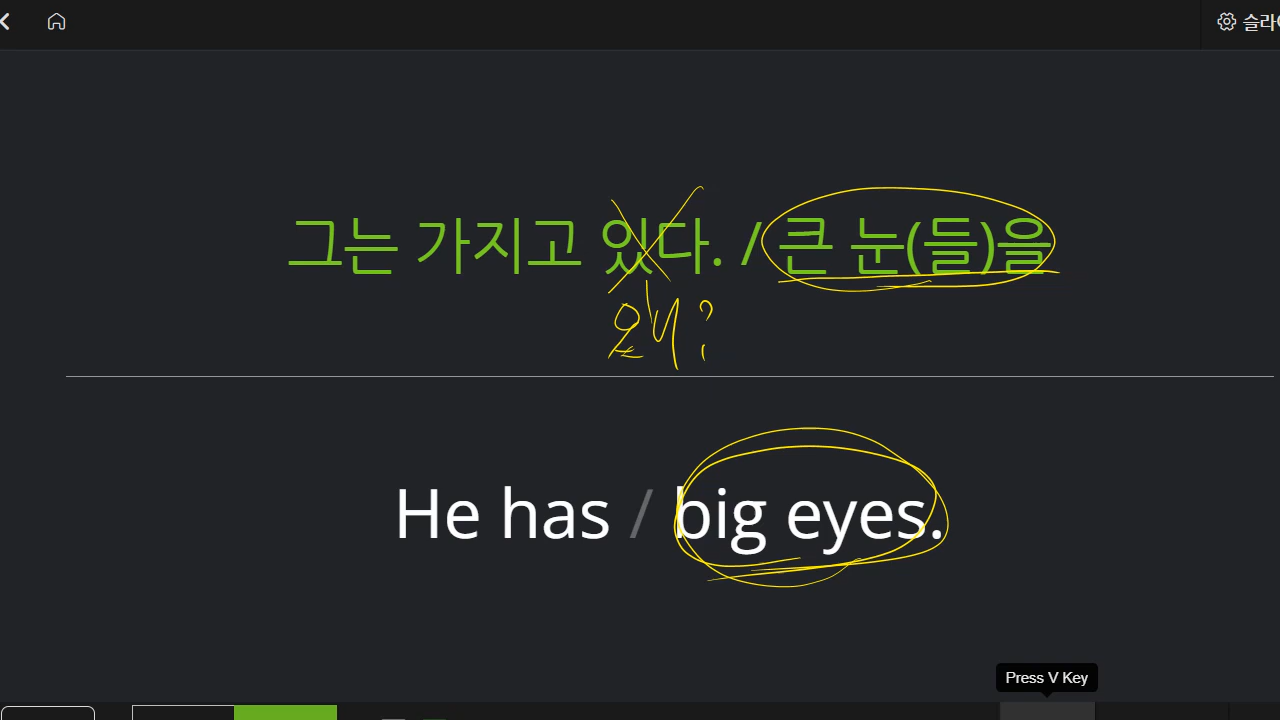 슬라
그는 가지고 있다. / 큰 눈(들)을
He has / big eyes.
Press V Key